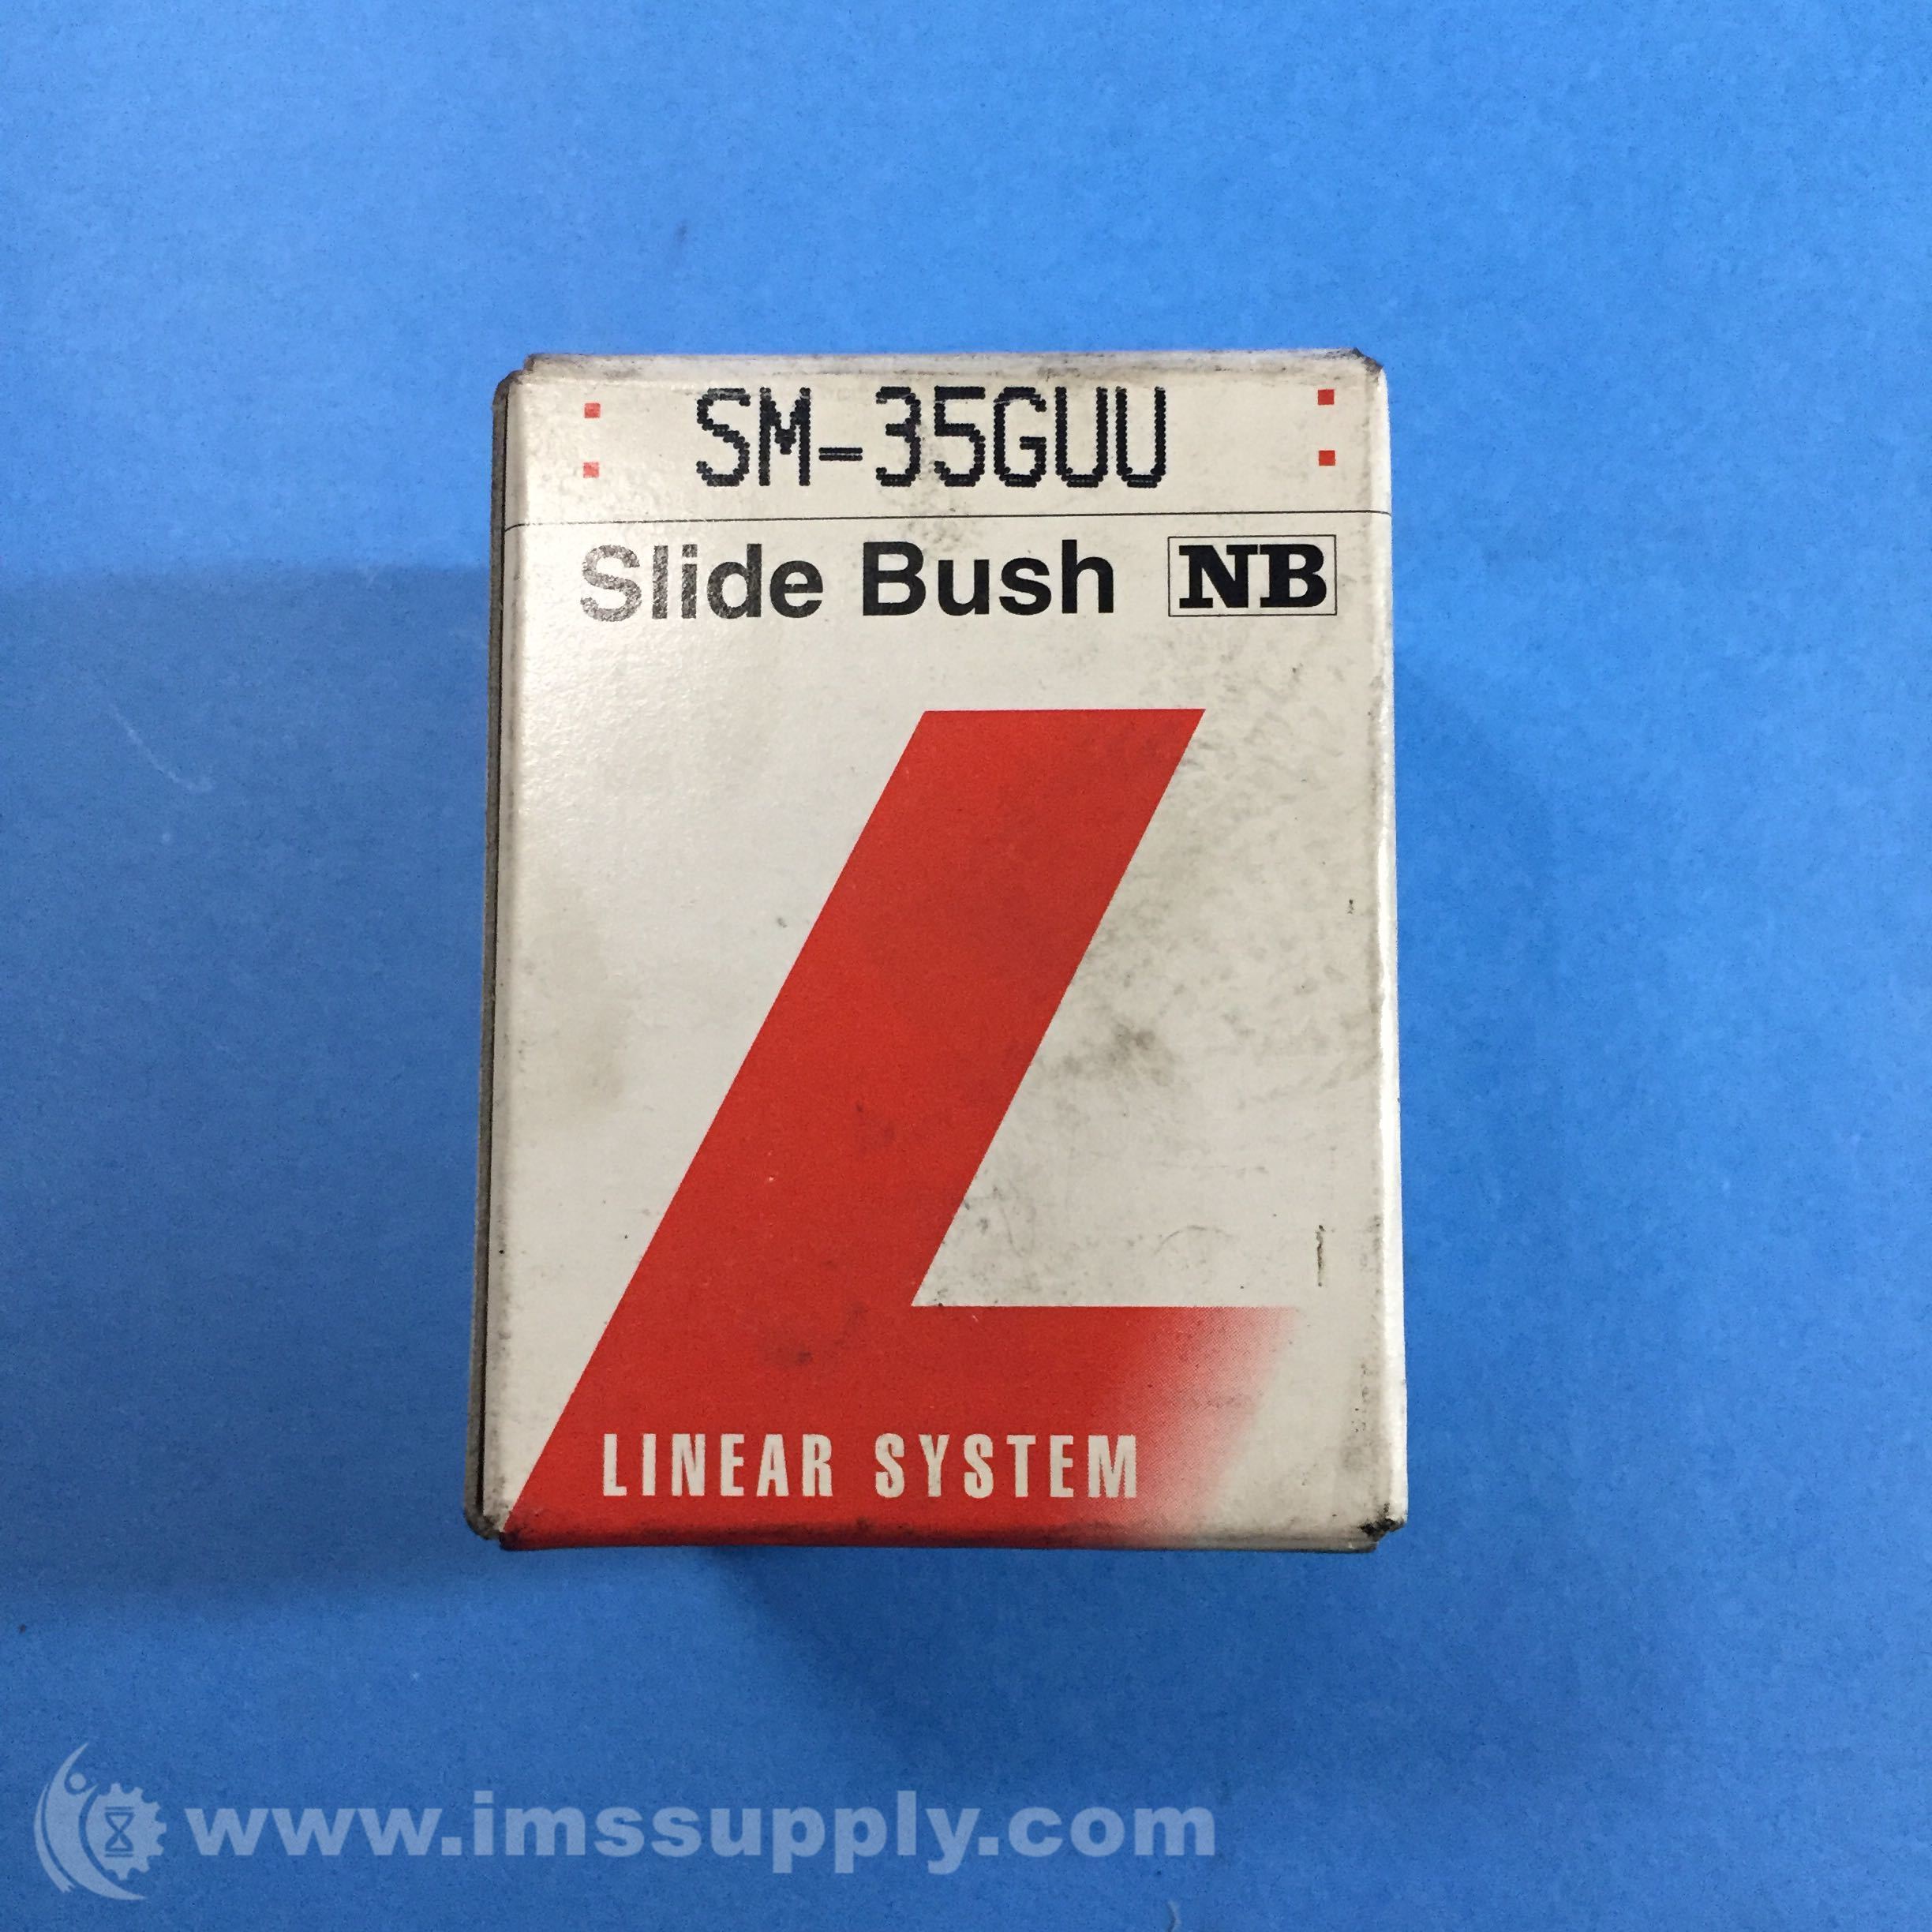 SM-35GUU
Slide Bush NB
LINEAR SYSTEM
www.imssupply.com